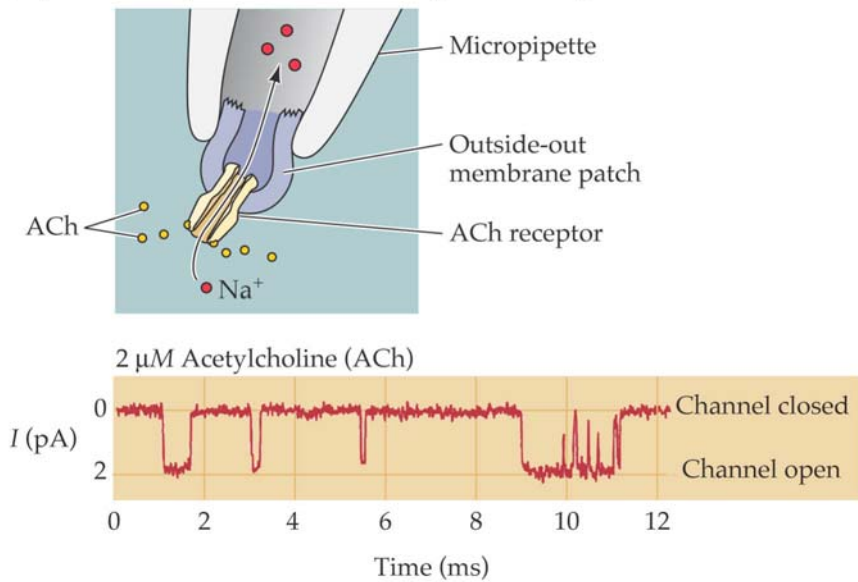 Micropipette
Outside-out
membrane patch
ACh
ACh receptor
Na+
2 μM Acetylcholine (ACh)
0
Channel closed
I (pA)
2
Channel open
0 2 4 6 8 10 12
Time (ms)